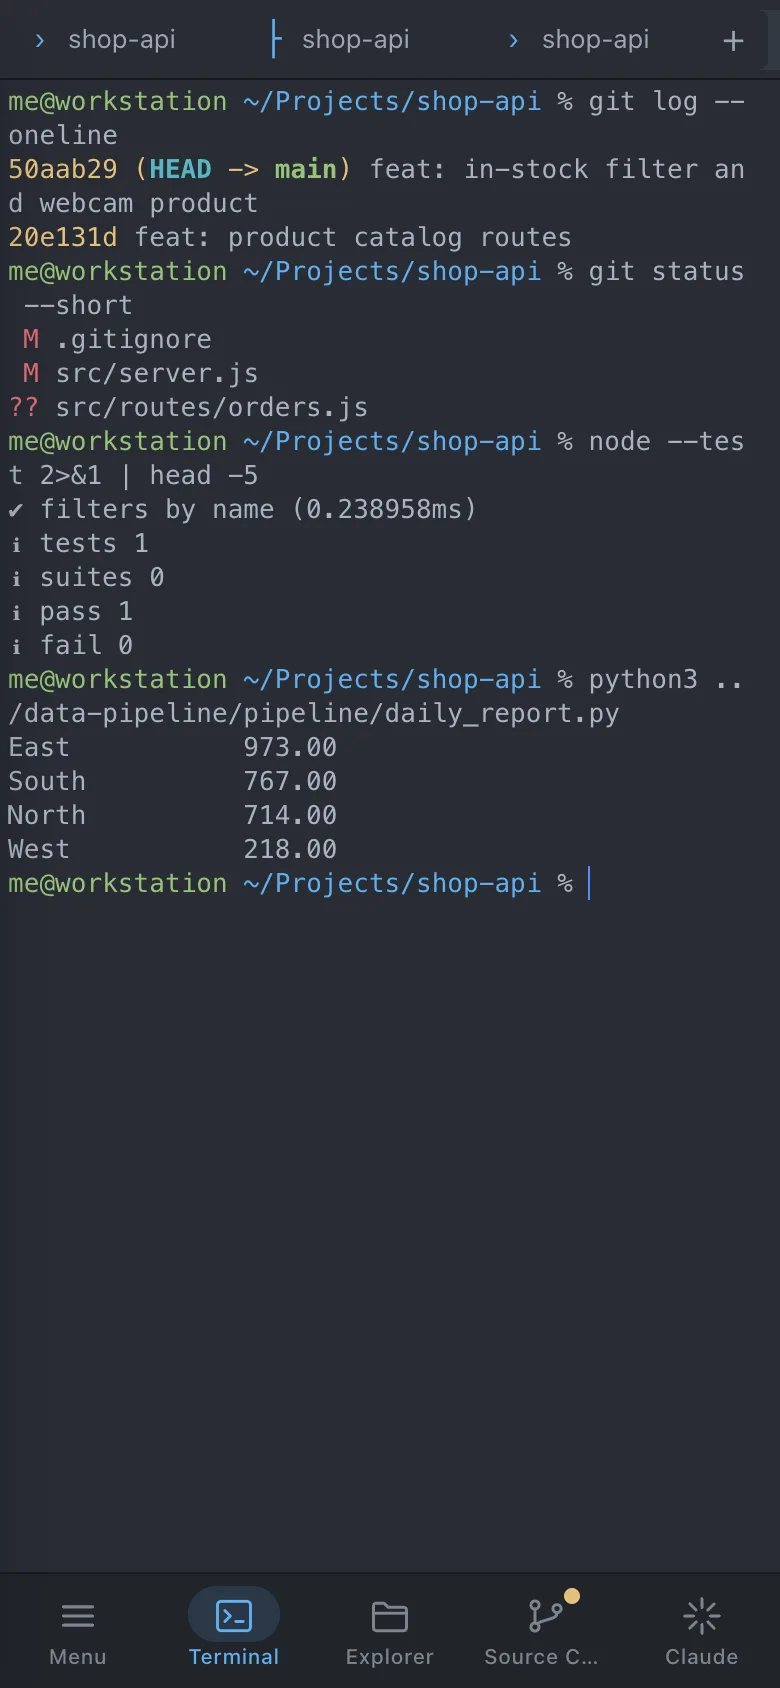 shop-api shop-api shop-api +
me@workstation ~/Projects/shop-api % git log --
oneline
50aab29 (HEAD -> main) feat: in-stock filter an
d webcam product
20e131d feat: product catalog routes
me@workstation ~/Projects/shop-api % git status
 --short
 M .gitignore
 M src/server.js
?? src/routes/orders.js
me@workstation ~/Projects/shop-api % node --tes
t 2>&1 | head -5
✔ filters by name (0.238958ms)
ℹ tests 1
ℹ suites 0
ℹ pass 1
ℹ fail 0
me@workstation ~/Projects/shop-api % python3 ..
/data-pipeline/pipeline/daily_report.py
East           973.00
South          767.00
North          714.00
West           218.00
me@workstation ~/Projects/shop-api %
Menu Terminal Explorer Source C... Claude